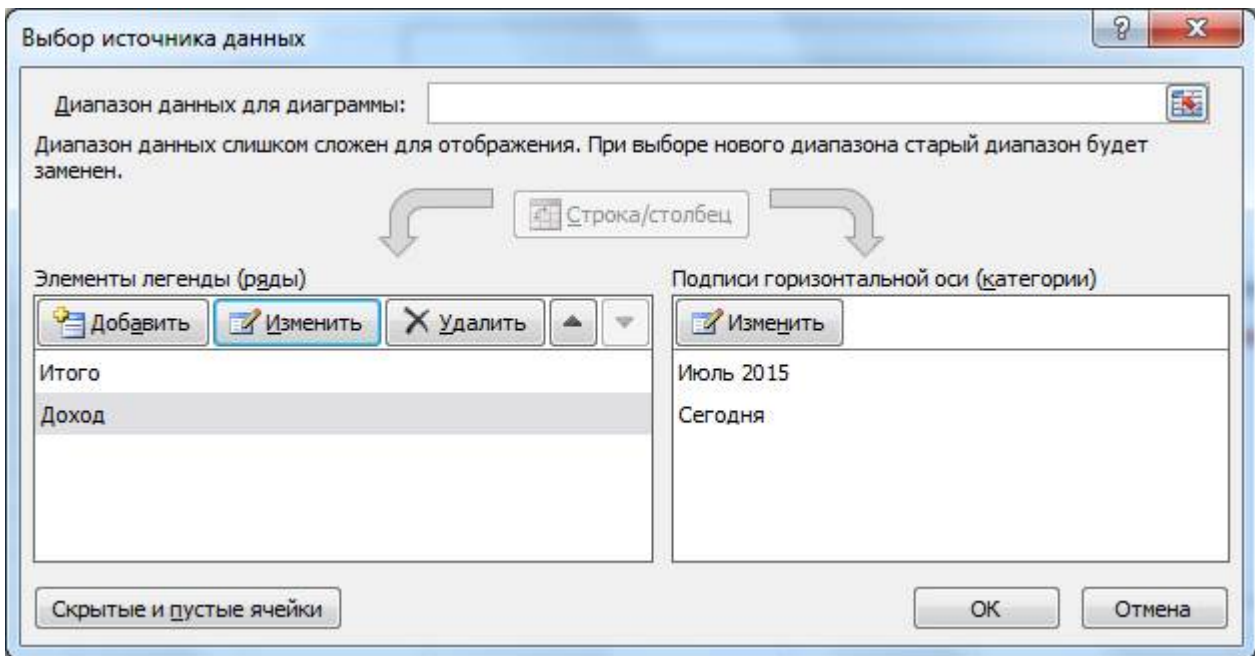 Выбор источника данных
Диапазон данных для диаграммы:
Диапазон данных слишком сложен для отображения. При выборе нового диапазона старый диапазон будет
заменен.
Строка/столбец
Элементы легенды (ряды)
Подписи горизонтальной оси (категории)
Добавить Изменить Удалить
Изменить
Итого
Июль 2015
Доход
Сегодня
Скрытые и пустые ячейки
ОК Отмена